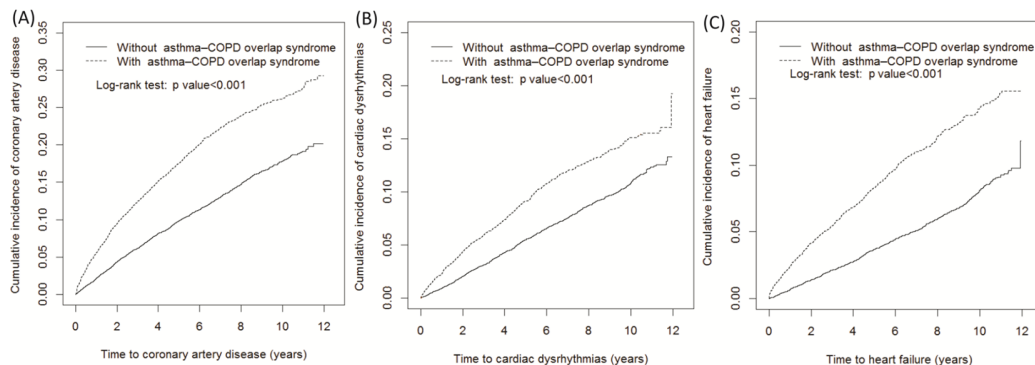 (A)
0.00 0.05 0.10 0.15 0.20 0.25 0.30 0.35
Cumulative incidence of coronary artery disease
Without asthma–COPD overlap syndrome
With asthma–COPD overlap syndrome
Log-rank test: p value<0.001
0 2 4 6 8 10 12
Time to coronary artery disease (years)
(B)
0.00 0.05 0.10 0.15 0.20 0.25
Cumulative incidence of cardiac dysrhythmias
Without asthma–COPD overlap syndrome
With asthma–COPD overlap syndrome
Log-rank test: p value<0.001
0 2 4 6 8 10 12
Time to cardiac dysrhythmias (years)
(C)
0.00 0.05 0.10 0.15 0.20
Cumulative incidence of heart failure
Without asthma–COPD overlap syndrome
With asthma–COPD overlap syndrome
Log-rank test: p value<0.001
0 2 4 6 8 10 12
Time to heart failure (years)